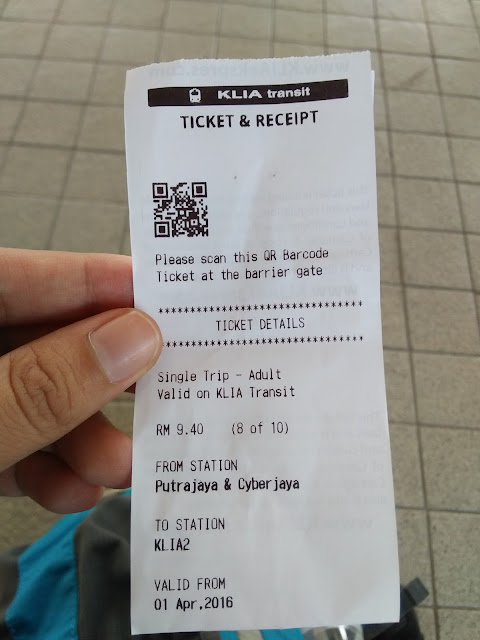 KLIA transit
TICKET & RECEIPT
Please scan this QR Barcode
Ticket at the barrier gate
*********************************
TICKET DETAILS
*********************************
Single Trip - Adult
Valid on KLIA Transit
RM 9.40 (8 of 10)
FROM STATION
Putrajaya & Cyberjaya
TO STATION
KLIA2
VALID FROM
01 Apr,2016